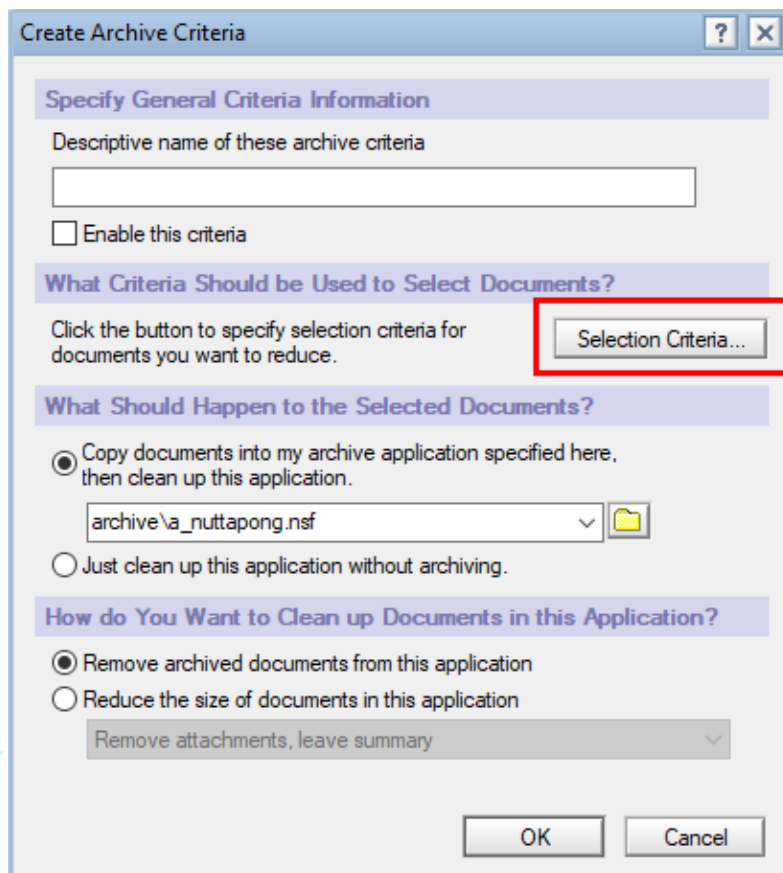 Create Archive Criteria
?
Specify General Criteria Information
Descriptive name of these archive criteria
Enable this criteria
What Criteria Should be Used to Select Documents?
Click the button to specify selection criteria for
documents you want to reduce.
Selection Criteria...
What Should Happen to the Selected Documents?
Copy documents into my archive application specified here,
then clean up this application.
archive\a_nuttapong.nsf
Just clean up this application without archiving.
How do You Want to Clean up Documents in this Application?
Remove archived documents from this application
Reduce the size of documents in this application
Remove attachments, leave summary
OK
Cancel